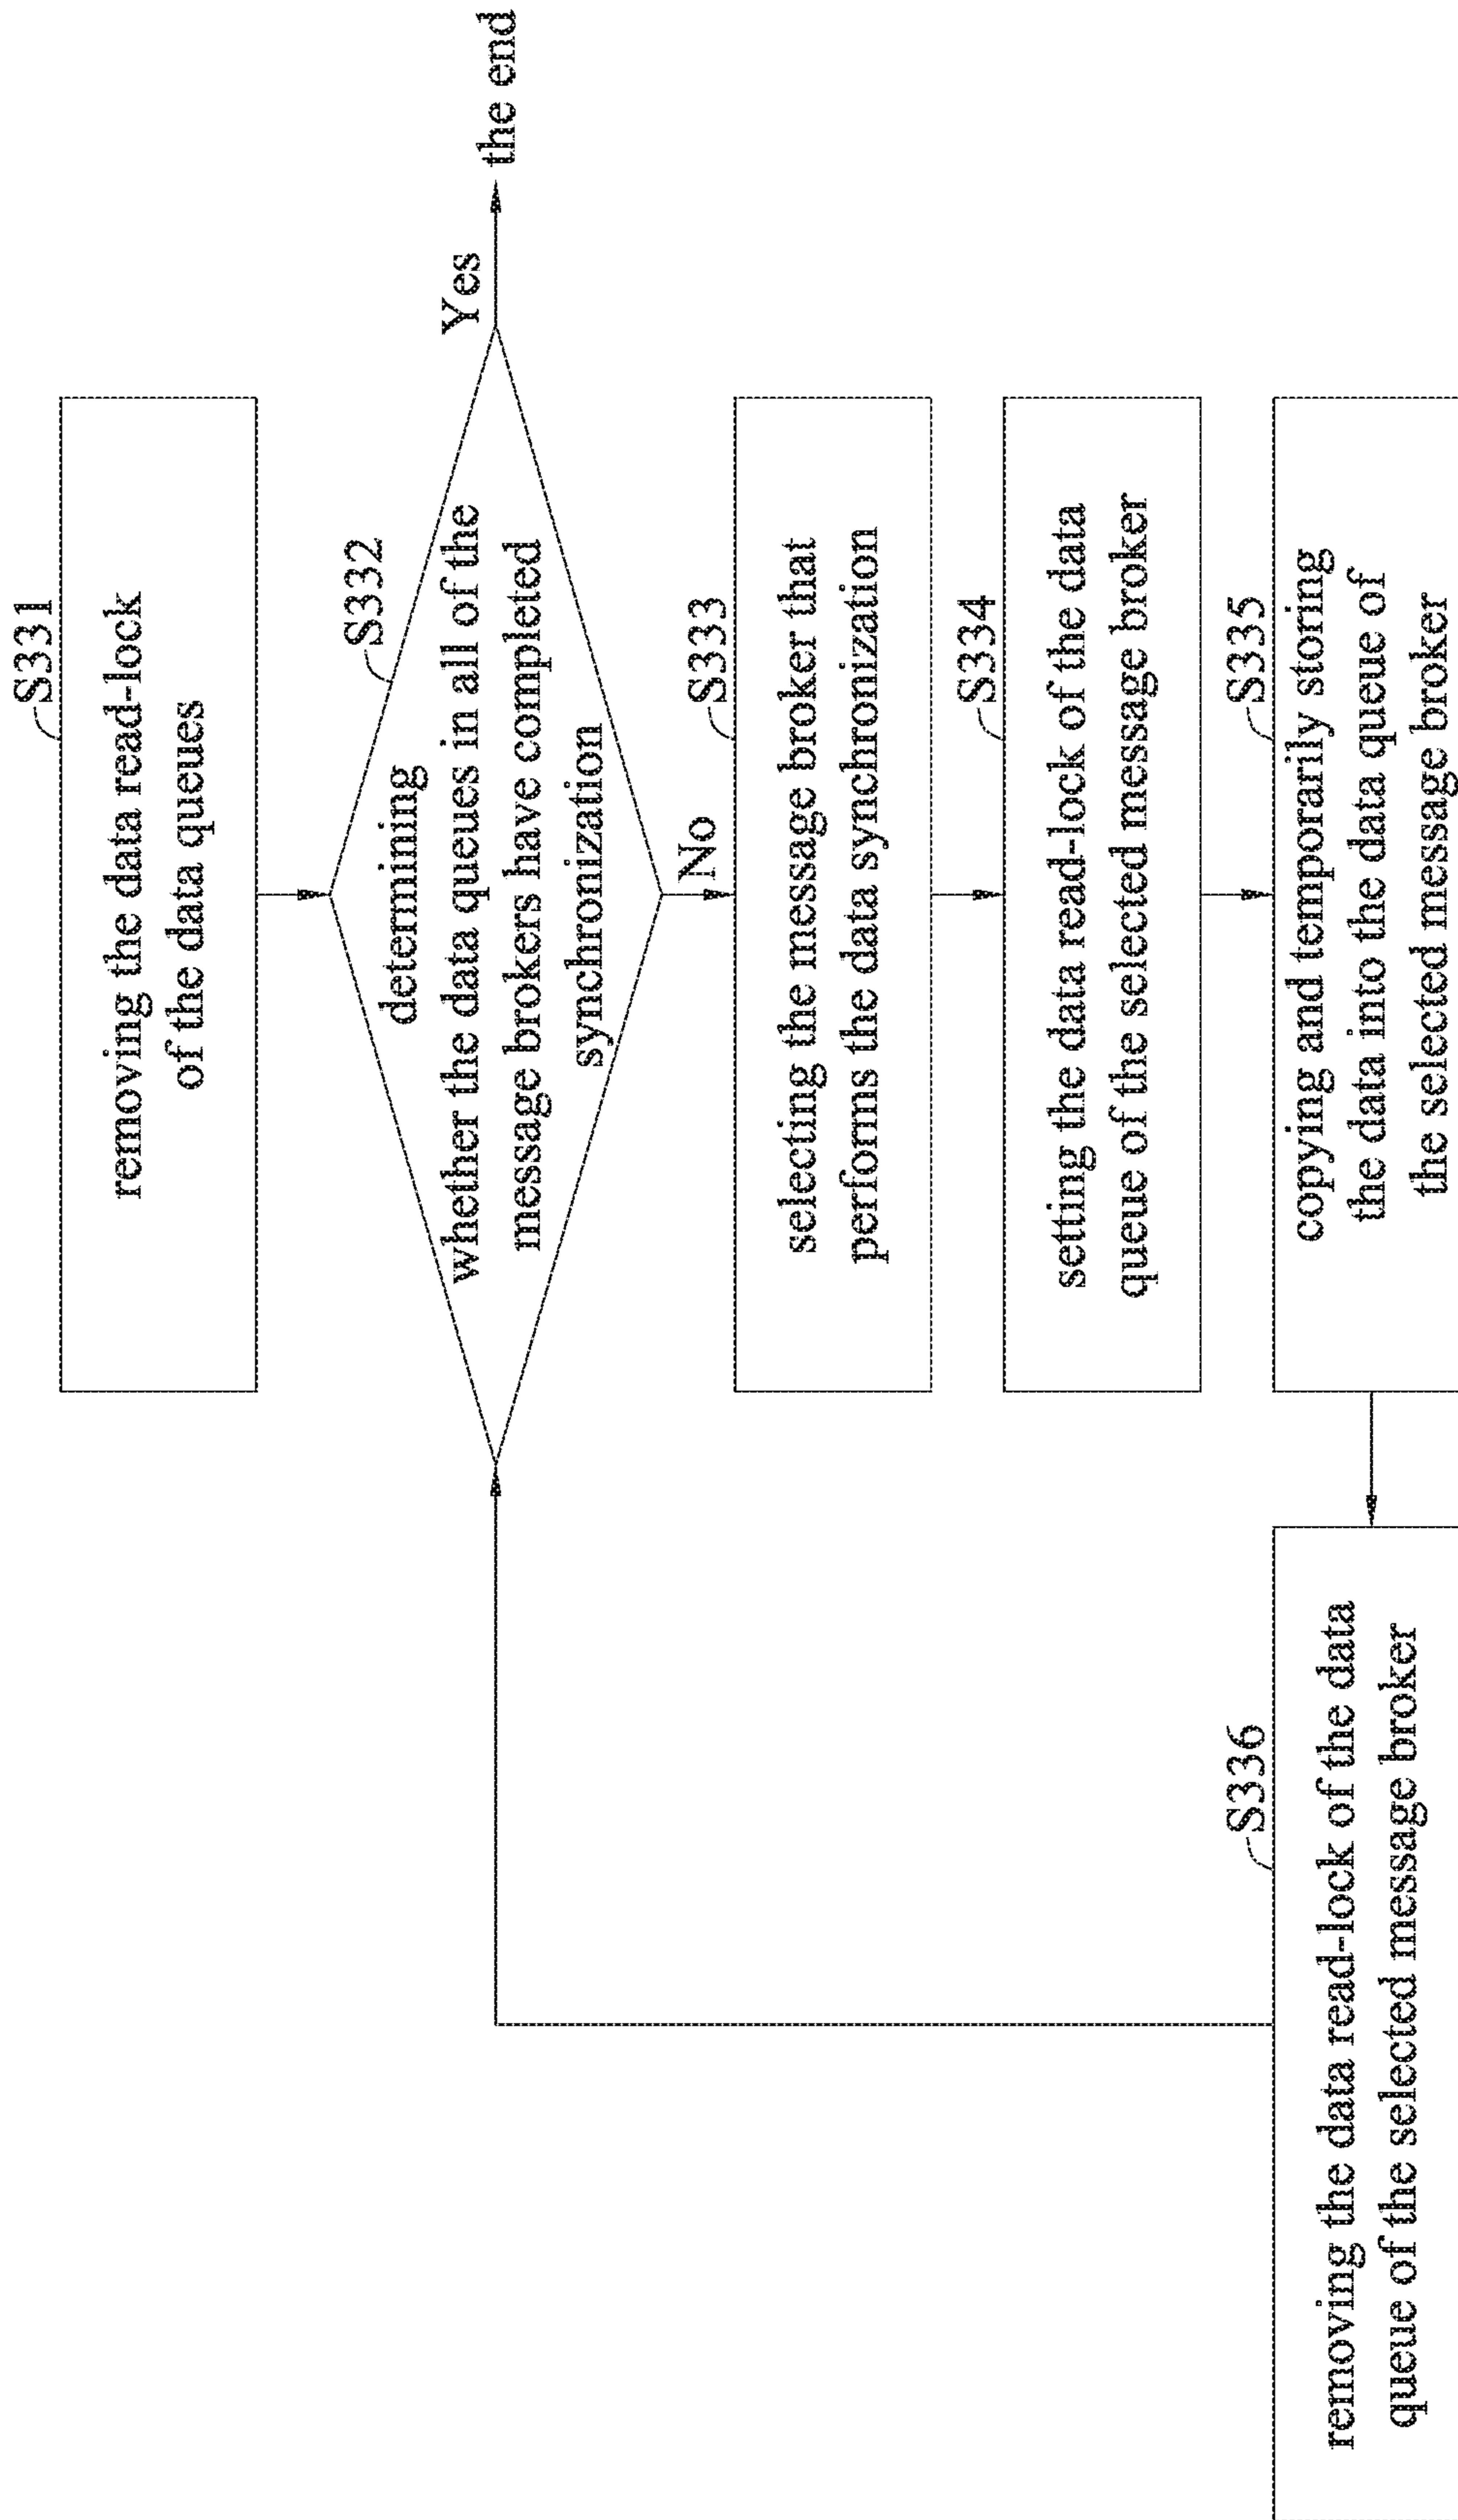 S331
removing the data read-lock
of the data queues
S332
determining
whether the data queues in all of the
message brokers have completed
synchronization
Yes
the end
No
S333
selecting the message broker that
performs the data synchronization
S334
setting the data read-lock of the data
queue of the selected message broker
S335
copying and temporarily storing
the data into the data queue of
the selected message broker
S336
removing the data read-lock of the data
queue of the selected message broker